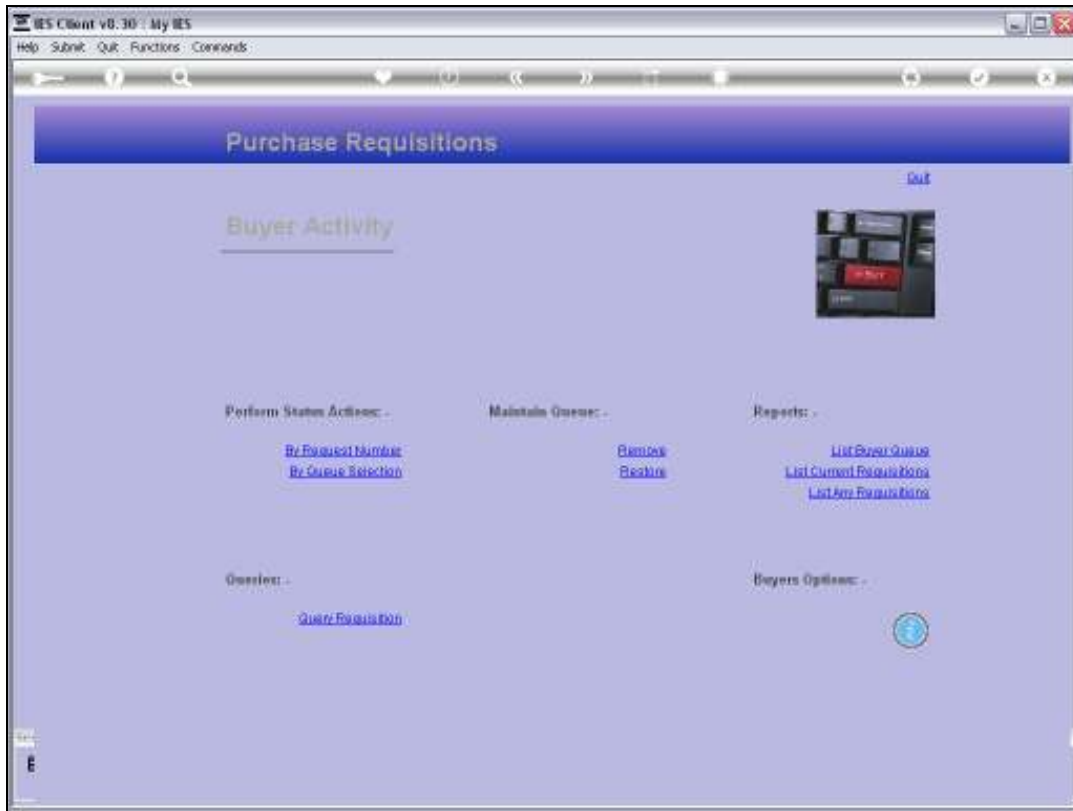 IES Client v8.30 : My IES
Help Submit Quit Functions Commands
Purchase Requisitions
Quit
Buyer Activity
Perform Status Actions: -
Maintain Queue: -
Reports: -
By Request Number
Remove
List Buyer Queue
By Queue Selection
Restore
List Current Requisitions
List Any Requisitions
Queries: -
Buyers Options: -
Query Requisition